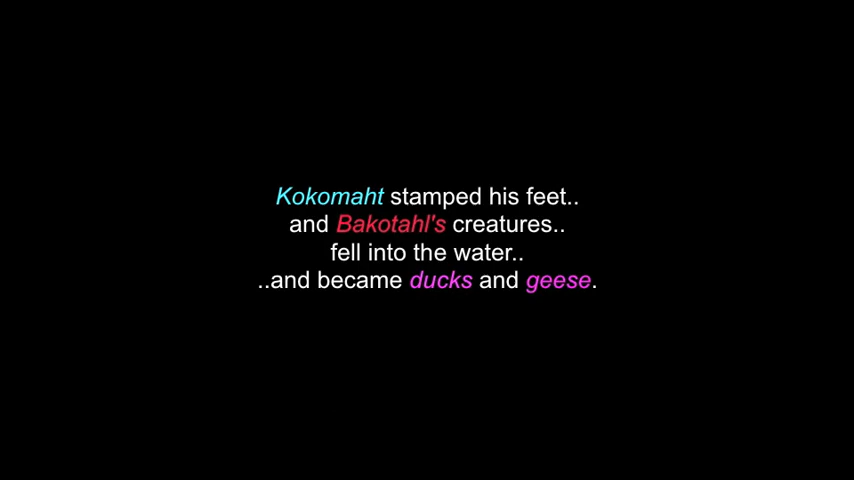 Kokomaht stamped his feet..
and Bakotahl's creatures..
fell into the water..
..and became ducks and geese.